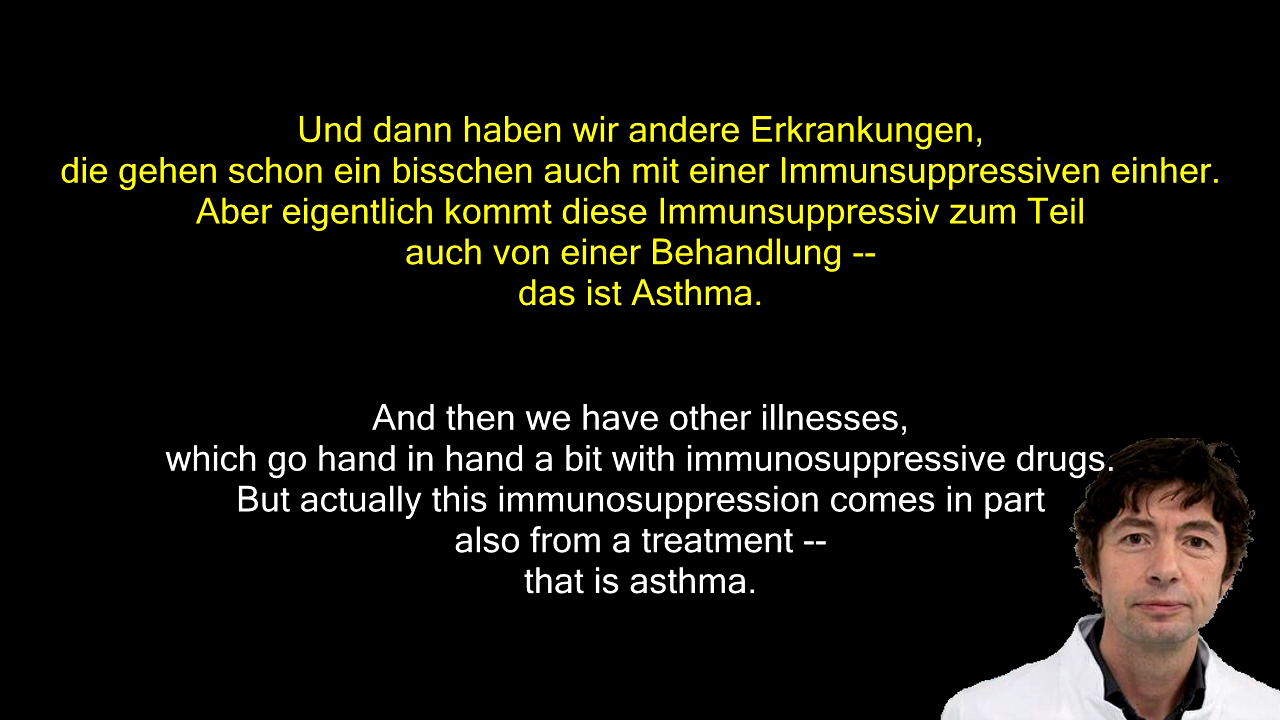 Und dann haben wir andere Erkrankungen,
die gehen schon ein bisschen auch mit einer Immunsuppressiven einher.
Aber eigentlich kommt diese Immunsuppressiv zum Teil
auch von einer Behandlung --
das ist Asthma.
And then we have other illnesses,
which go hand in hand a bit with immunosuppressive drugs.
But actually this immunosuppression comes in part
also from a treatment --
that is asthma.